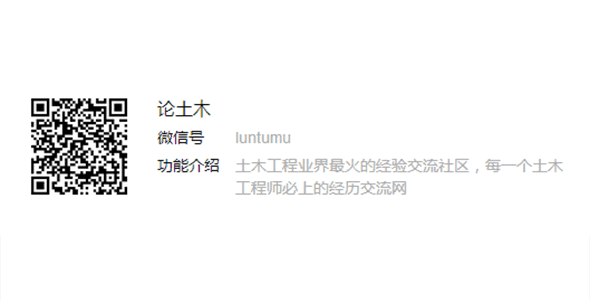 论土木
微信号 luntumu
功能介绍 土木工程业界最火的经验交流社区，每一个土木
工程师必上的经历交流网